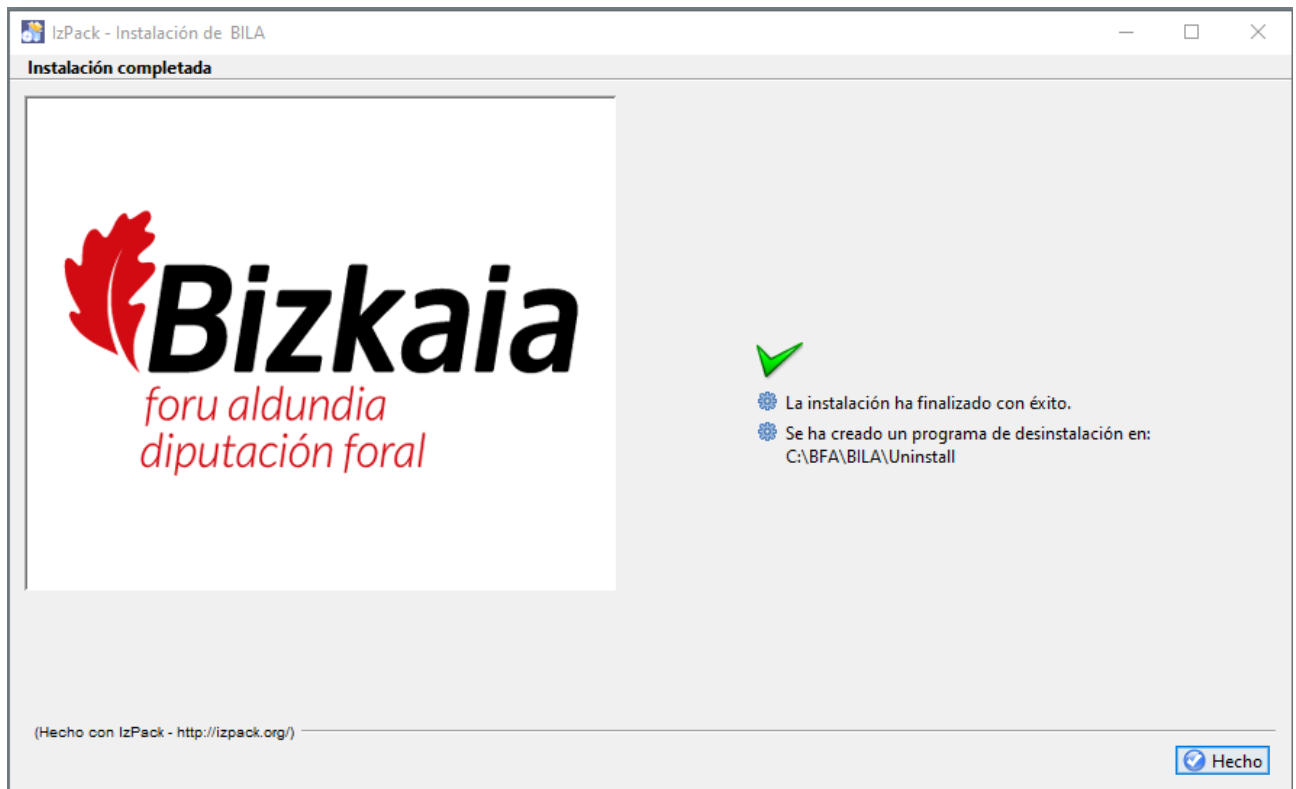 IzPack - Instalación de BILA
Instalación completada
Bizkaia
foru aldundia
diputación foral
La instalación ha finalizado con éxito.
Se ha creado un programa de desinstalación en:
C:\BFA\BILA\Uninstall
(Hecho con IzPack - http://izpack.org/)
Hecho